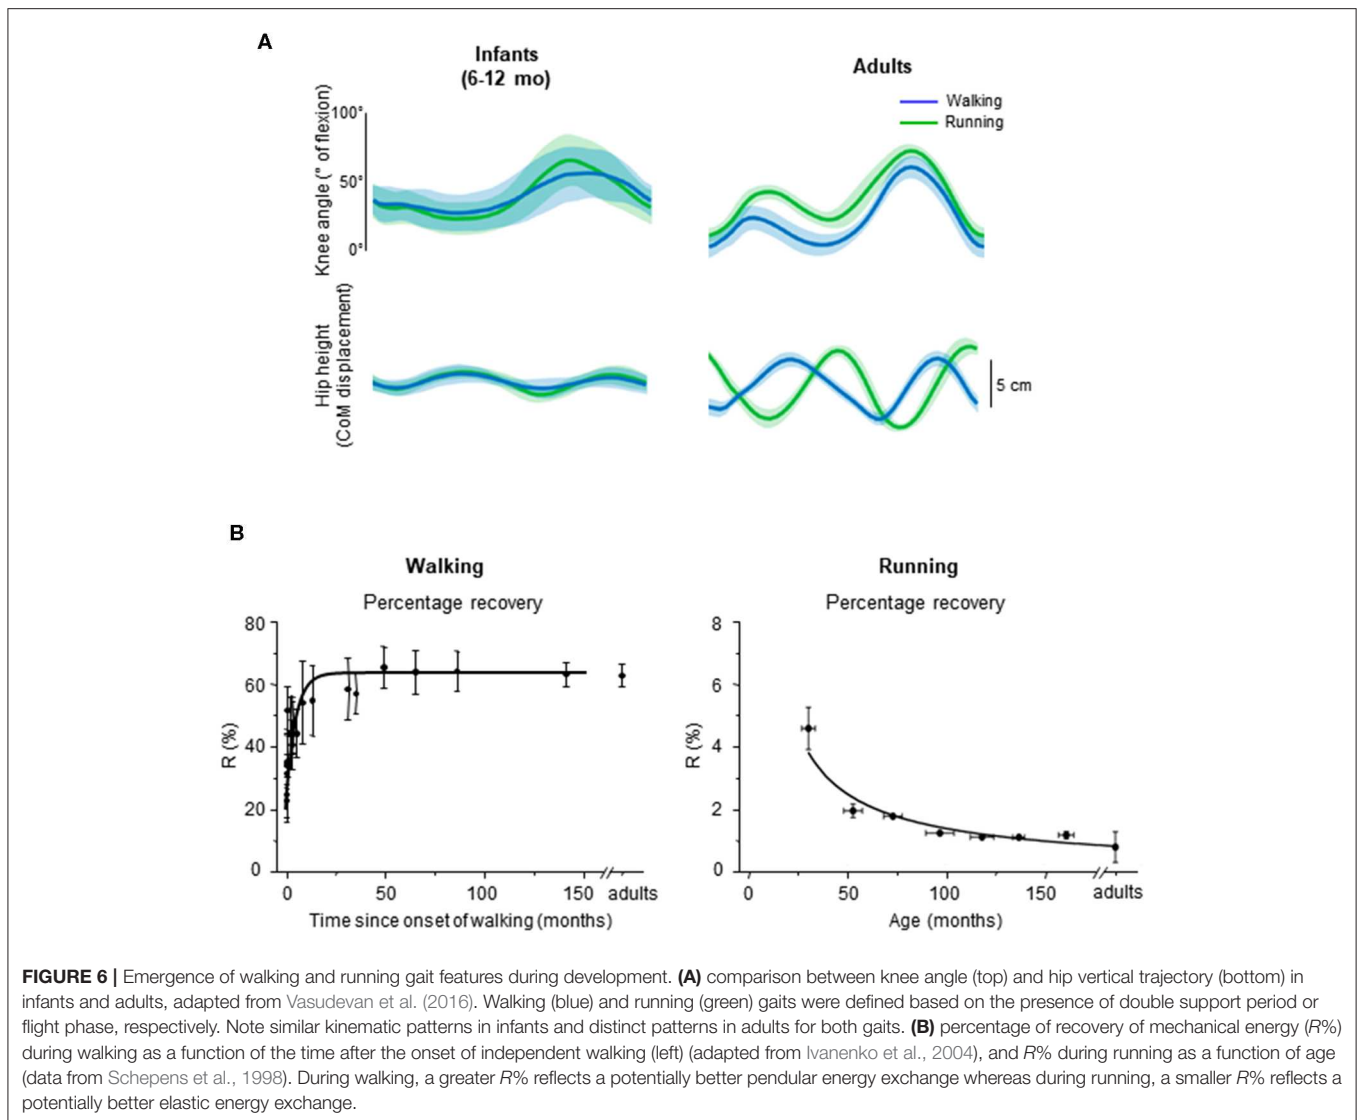 A
Infants
(6-12 mo)
Adults
Walking
Running
Knee angle (° of flexion)
100°
50°
0°
Hip height
(CoM displacement)
5 cm
B
Walking
Percentage recovery
R (%)
80
60
40
20
0
0 50 100 150 adults
Time since onset of walking (months)
Running
Percentage recovery
R (%)
8
6
4
2
0
0 50 100 150 adults
Age (months)
FIGURE 6 | Emergence of walking and running gait features during development. (A) comparison between knee angle (top) and hip vertical trajectory (bottom) in
infants and adults, adapted from Vasudevan et al. (2016). Walking (blue) and running (green) gaits were defined based on the presence of double support period or
flight phase, respectively. Note similar kinematic patterns in infants and distinct patterns in adults for both gaits. (B) percentage of recovery of mechanical energy (R%)
during walking as a function of the time after the onset of independent walking (left) (adapted from Ivanenko et al., 2004), and R% during running as a function of age
(data from Schepens et al., 1998). During walking, a greater R% reflects a potentially better pendular energy exchange whereas during running, a smaller R% reflects a
potentially better elastic energy exchange.